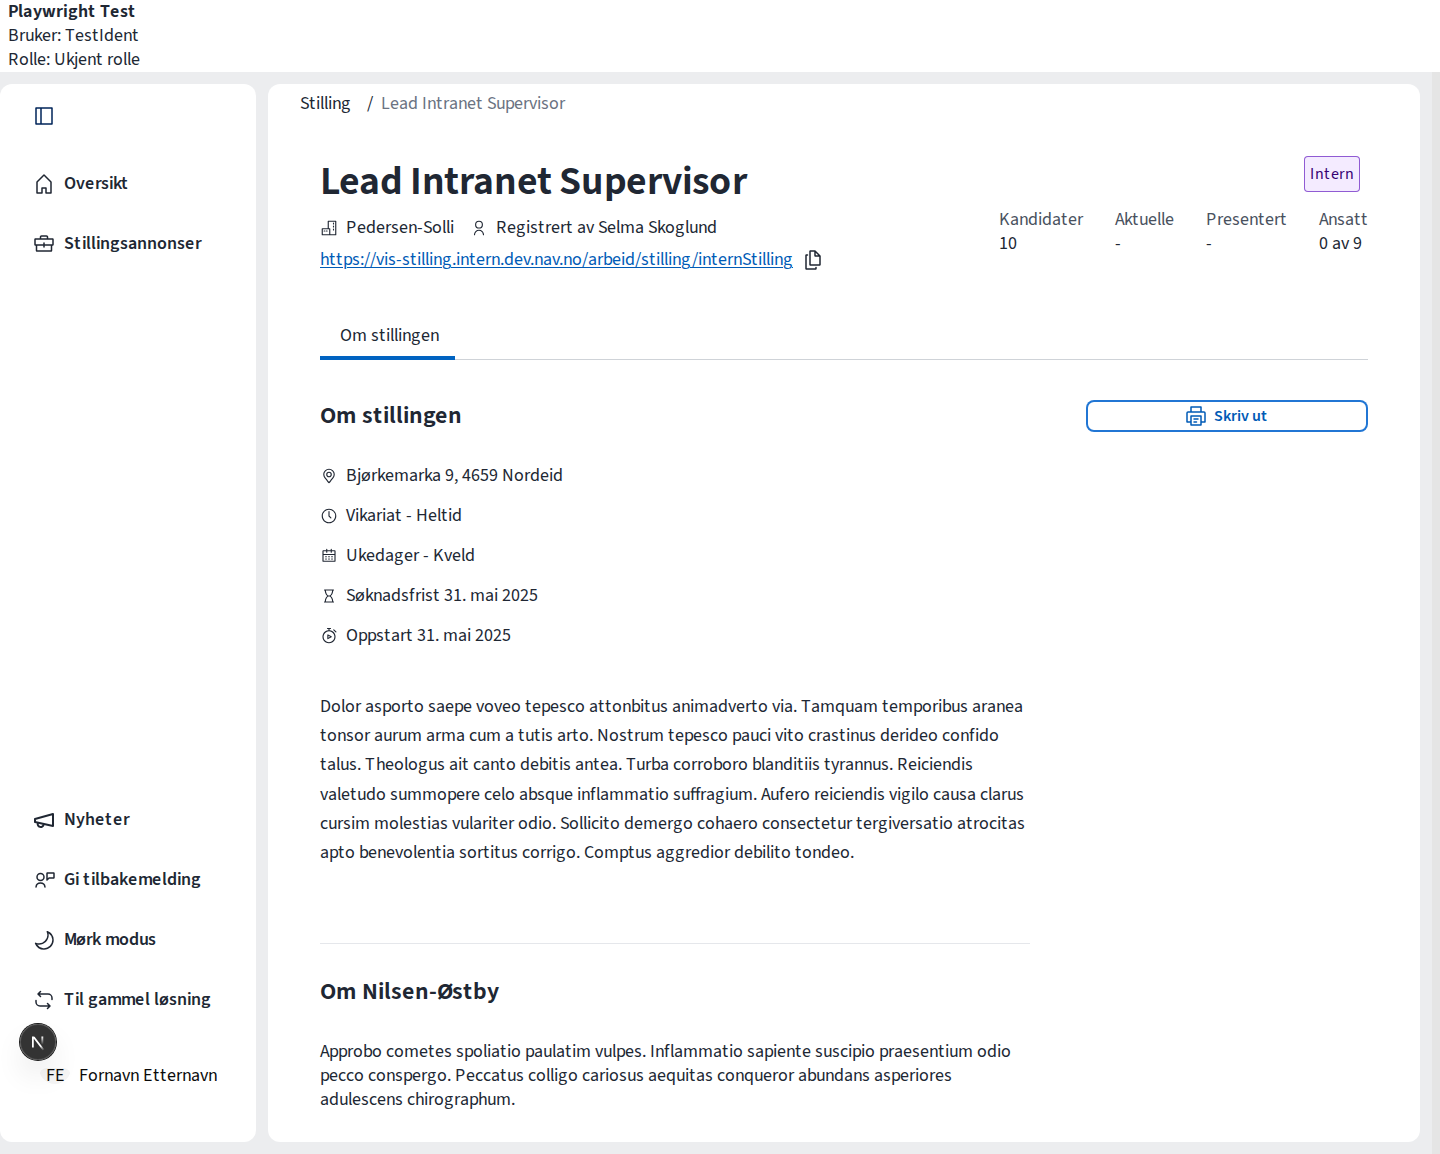 Playwright Test
Bruker: TestIdent
Rolle: Ukjent rolle
Oversikt
Stillingsannonser
Nyheter
Gi tilbakemelding
Mørk modus
Til gammel løsning
N
FE Fornavn Etternavn
Stilling / Lead Intranet Supervisor
Lead Intranet Supervisor
Intern
Pedersen-Solli Registrert av Selma Skoglund
https://vis-stilling.intern.dev.nav.no/arbeid/stilling/internStilling
Kandidater Aktuelle Presentert Ansatt
10 - - 0 av 9
Om stillingen
Om stillingen
Skriv ut
Bjørkemarka 9, 4659 Nordeid
Vikariat - Heltid
Ukedager - Kveld
Søknadsfrist 31. mai 2025
Oppstart 31. mai 2025
Dolor asporto saepe voveo tepesco attonbitus animadverto via. Tamquam temporibus aranea
tonsor aurum arma cum a tutis arto. Nostrum tepesco pauci vito crastinus derideo confido
talus. Theologus ait canto debitis antea. Turba corroboro blanditiis tyrannus. Reiciendis
valetudo summopere celo absque inflammatio suffragium. Aufero reiciendis vigilo causa clarus
cursim molestias vulariter odio. Sollicito demergo cohaero consectetur tergiversatio atrocitas
apto benevolentia sortitus corrigo. Comptus aggredior debilito tondeo.
Om Nilsen-Østby
Approbo cometes spoliatio paulatim vulpes. Inflammatio sapiente suscipio praesentium odio
pecco conspergo. Peccatus colligo cariosus aequitas conqueror abundans asperiores
adulescens chirographum.